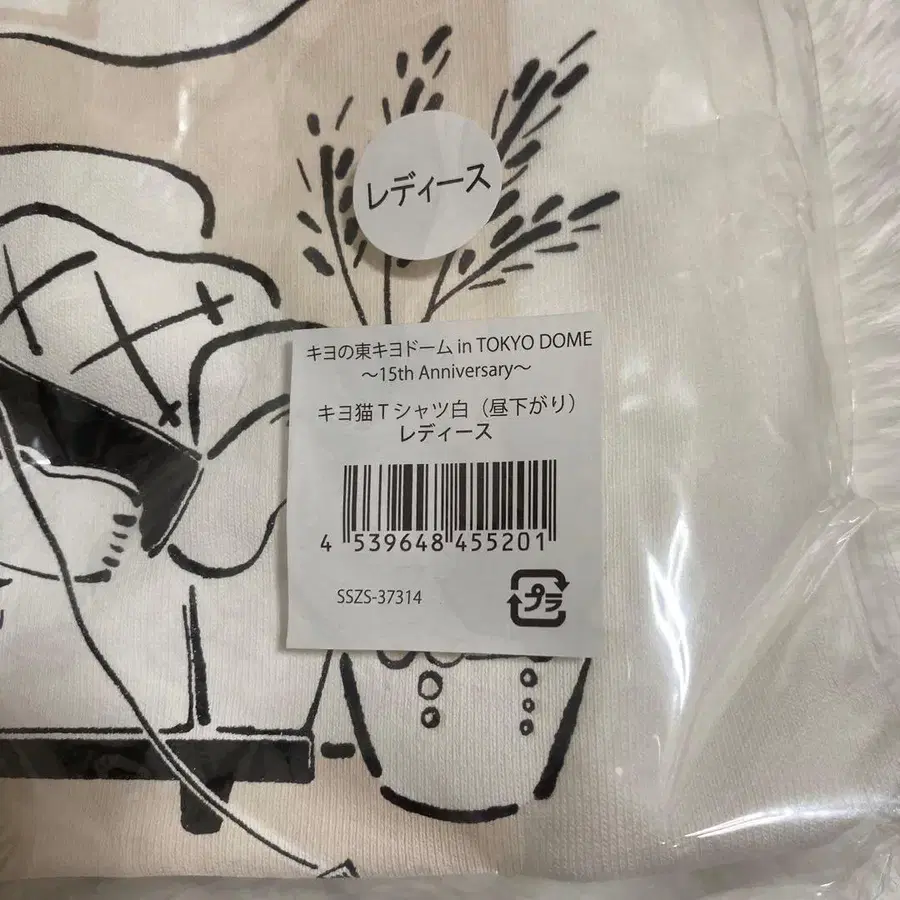 レディース
キヨの東キヨドーム in TOKYO DOME
～15th Anniversary～
キヨ猫Tシャツ白（昼下がり）
レディース
4 539648 455201
SSZS-37314
プラ